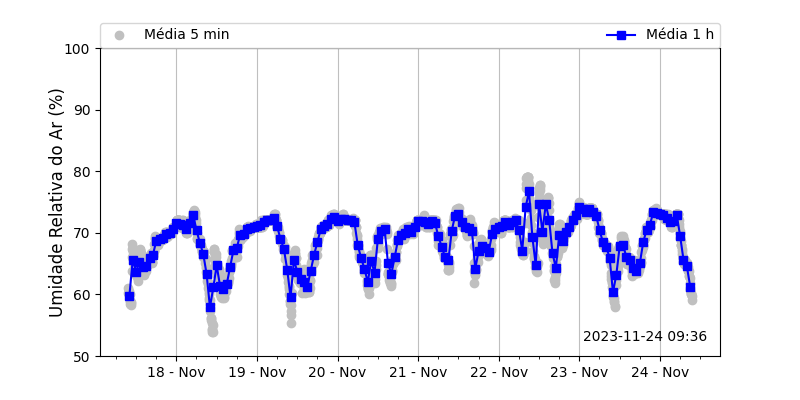 Média 5 min
Média 1 h
Umidade Relativa do Ar (%)
100
90
80
70
60
50
2023-11-24 09:36
18 - Nov
19 - Nov
20 - Nov
21 - Nov
22 - Nov
23 - Nov
24 - Nov